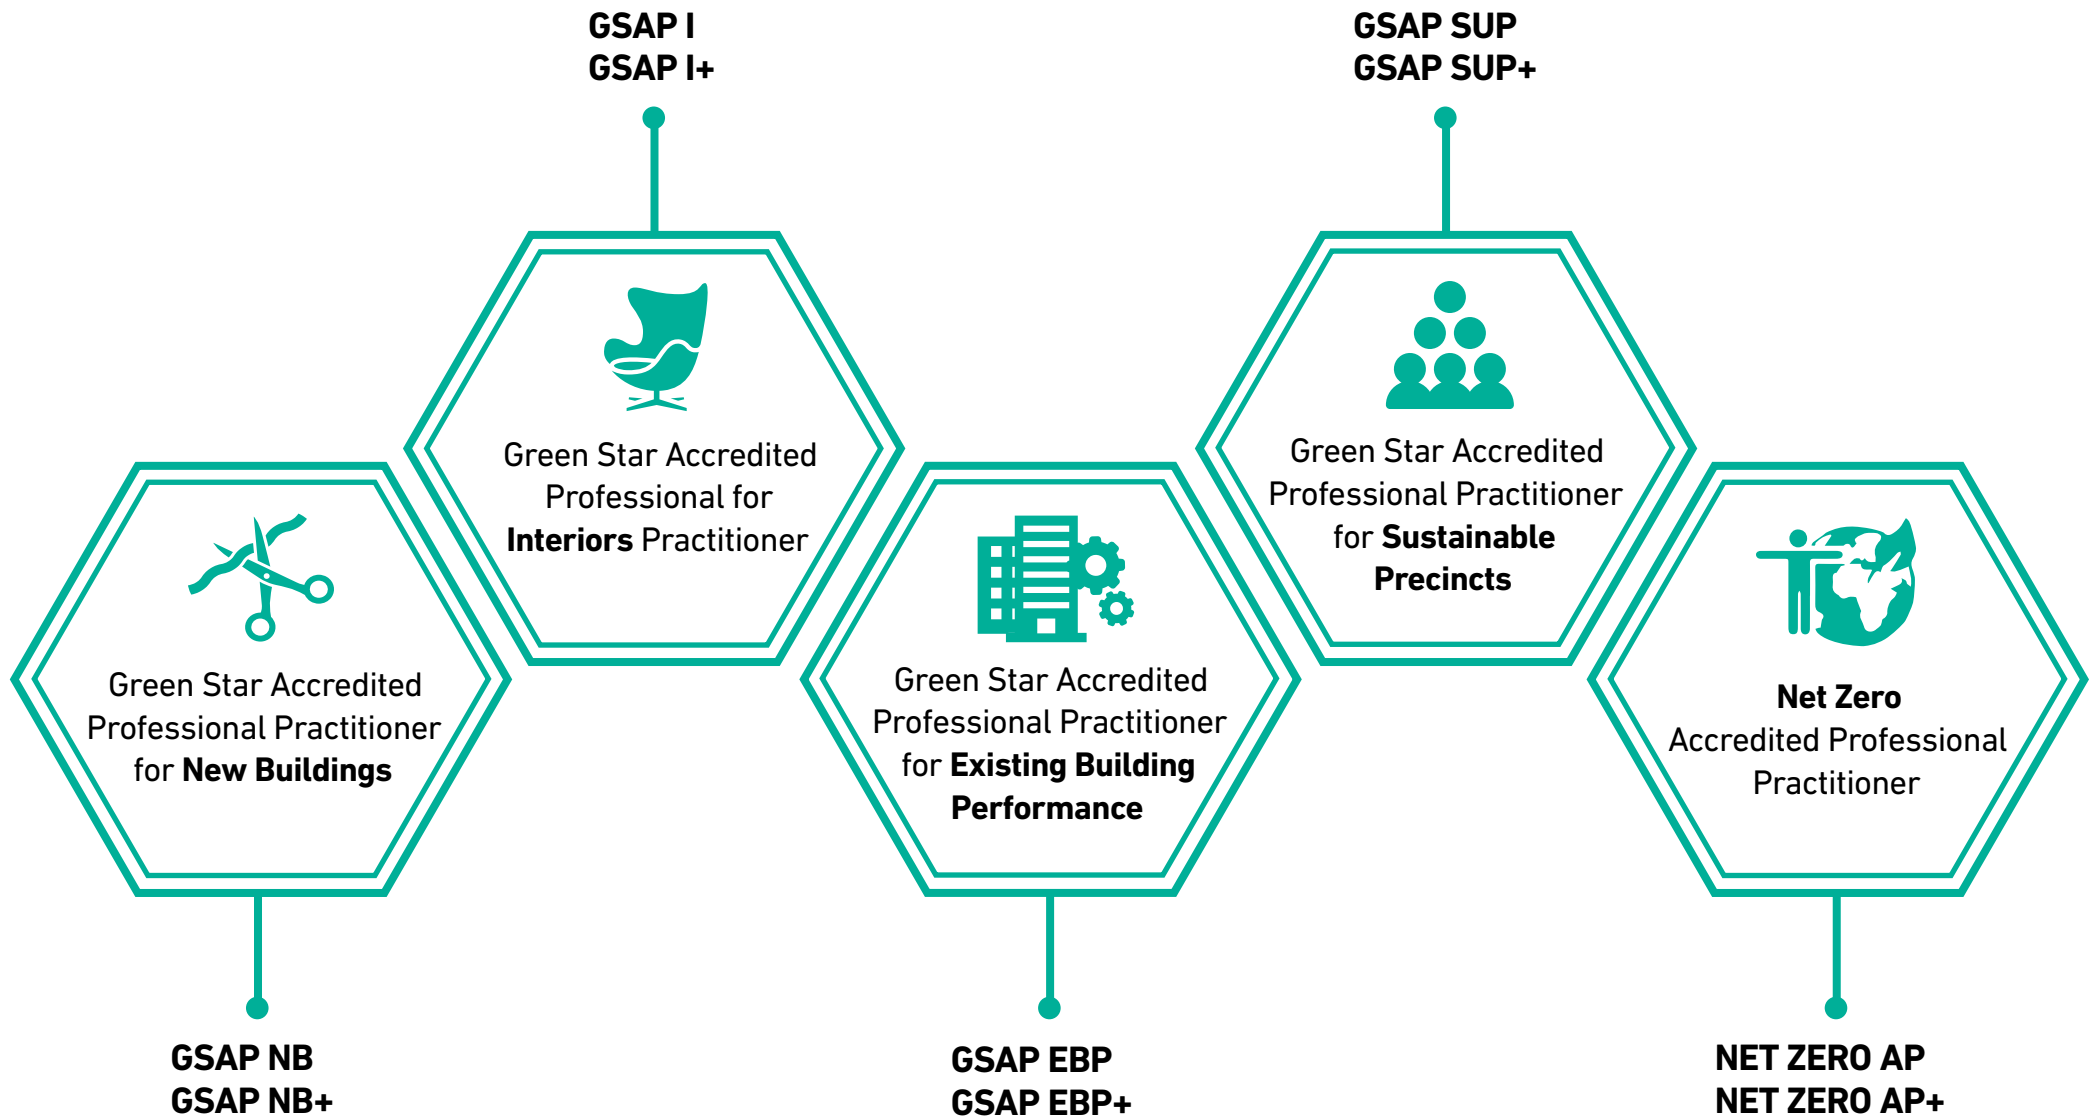 GSAP I
GSAP I+
GSAP SUP
GSAP SUP+
Green Star Accredited
Professional Practitioner
for New Buildings
Green Star Accredited
Professional for
Interiors Practitioner
Green Star Accredited
Professional Practitioner
for Existing Building
Performance
Green Star Accredited
Professional Practitioner
for Sustainable
Precincts
Net Zero
Accredited Professional
Practitioner
GSAP NB
GSAP NB+
GSAP EBP
GSAP EBP+
NET ZERO AP
NET ZERO AP+